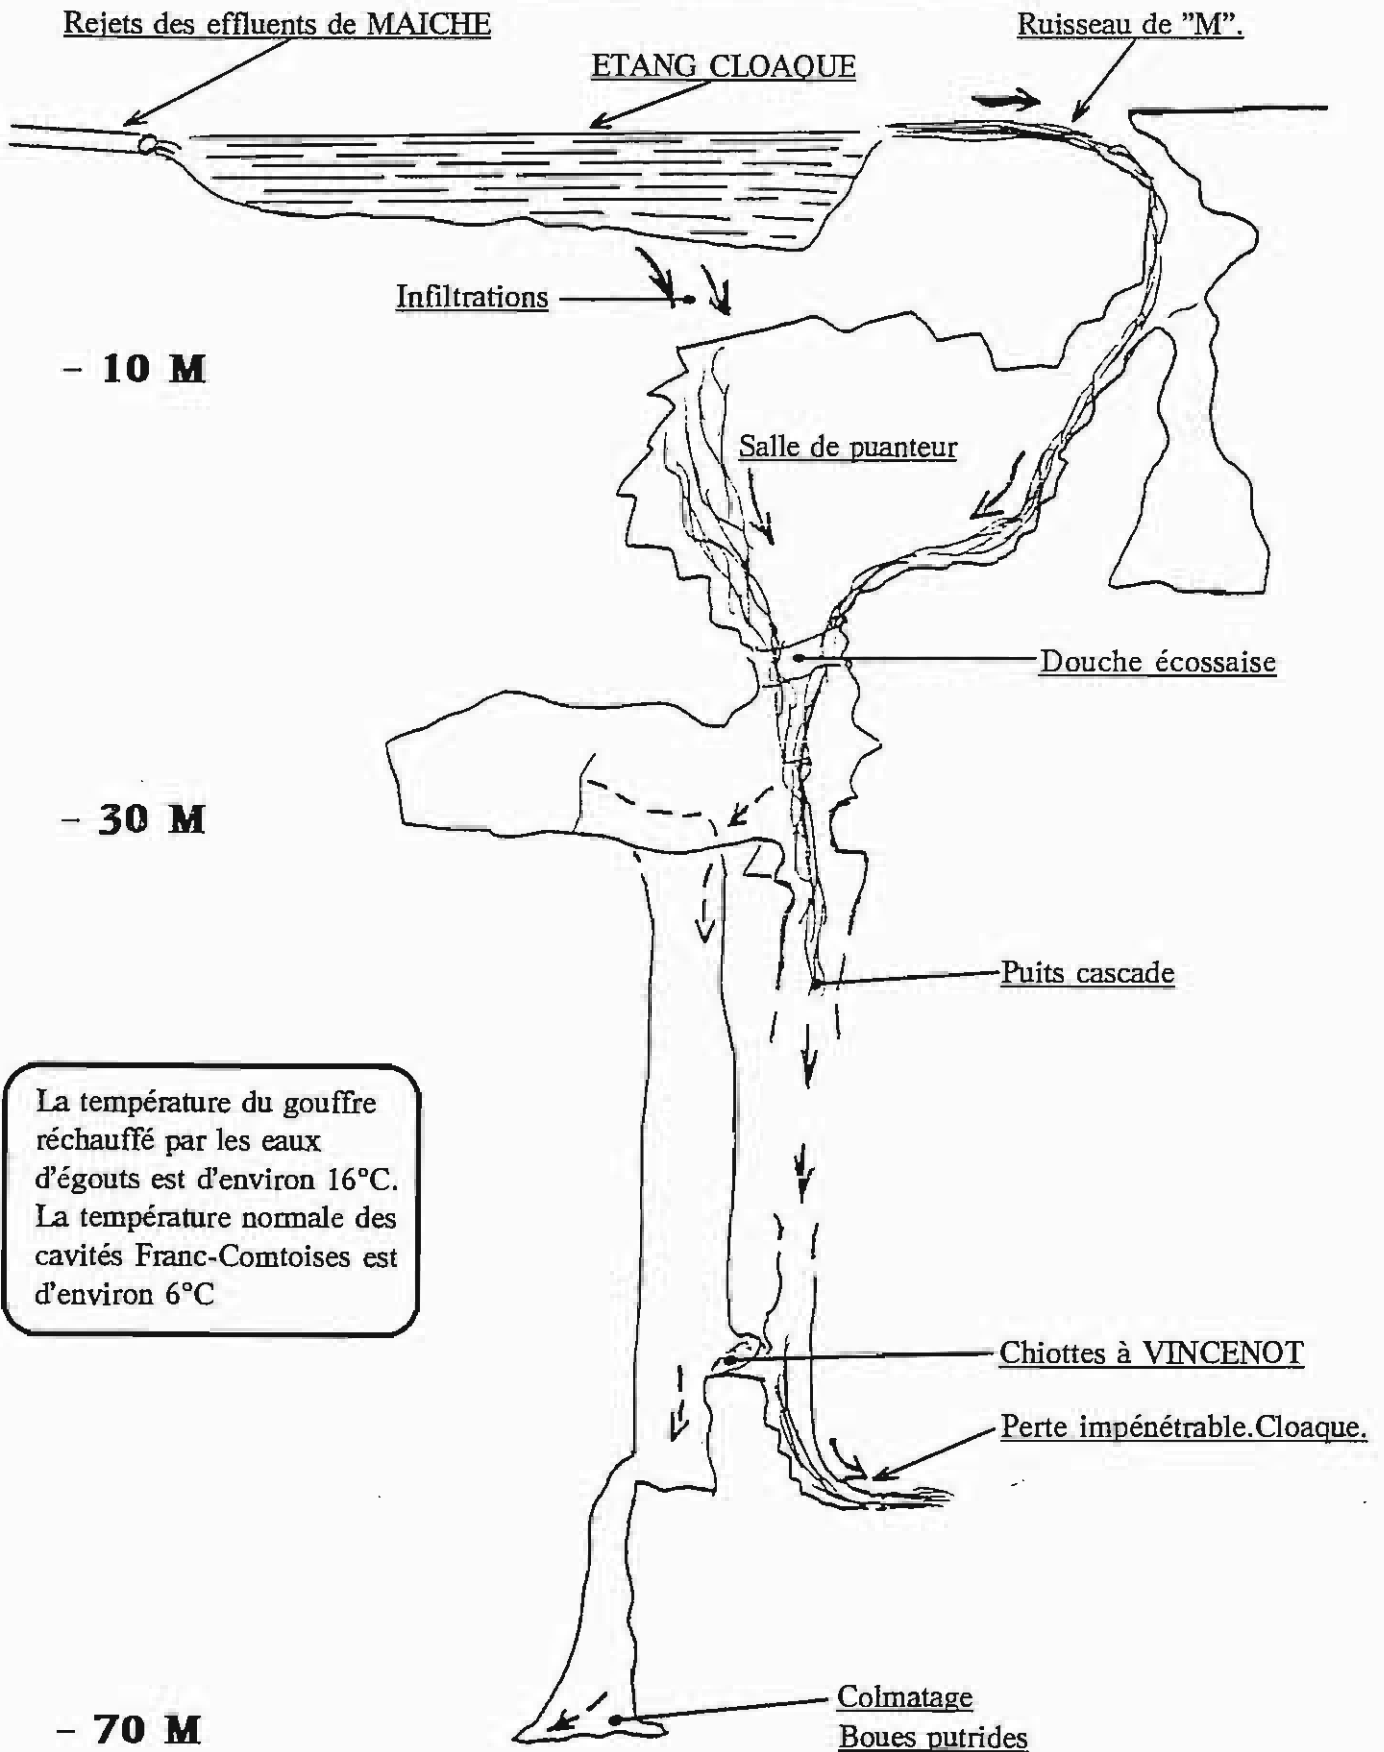 Rejets des effluents de MAICHE
Ruisseau de "M".
ETANG CLOAQUE
Infiltrations
- 10 M
Salle de puanteur
Douche écossaise
- 30 M
Puits cascade
La température du gouffre
réchauffé par les eaux
d'égouts est d'environ 16°C.
La température normale des
cavités Franc-Comtoises est
d'environ 6°C
Chiottes à VINCENOT
Perte impénétrable.Cloaque.
Colmatage
- 70 M
Boues putrides